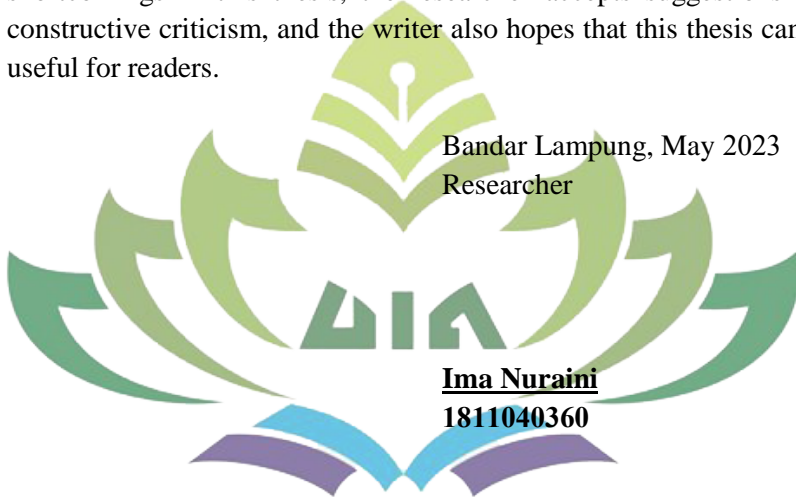 constructive criticism, and the writer also hopes that this thesis can
useful for readers.
Bandar Lampung, May 2023
Researcher
UIN
Ima Nuraini
1811040360